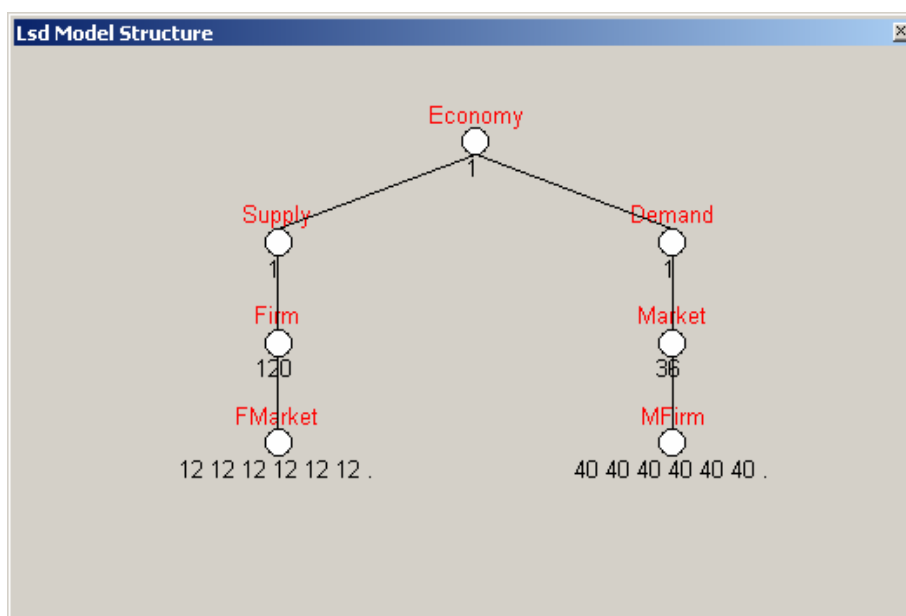 Lsd Model Structure
Economy
1
Supply Demand
1 1
Firm Market
120 36
FMarket MFirm
12 12 12 12 12 12 . 40 40 40 40 40 40 .